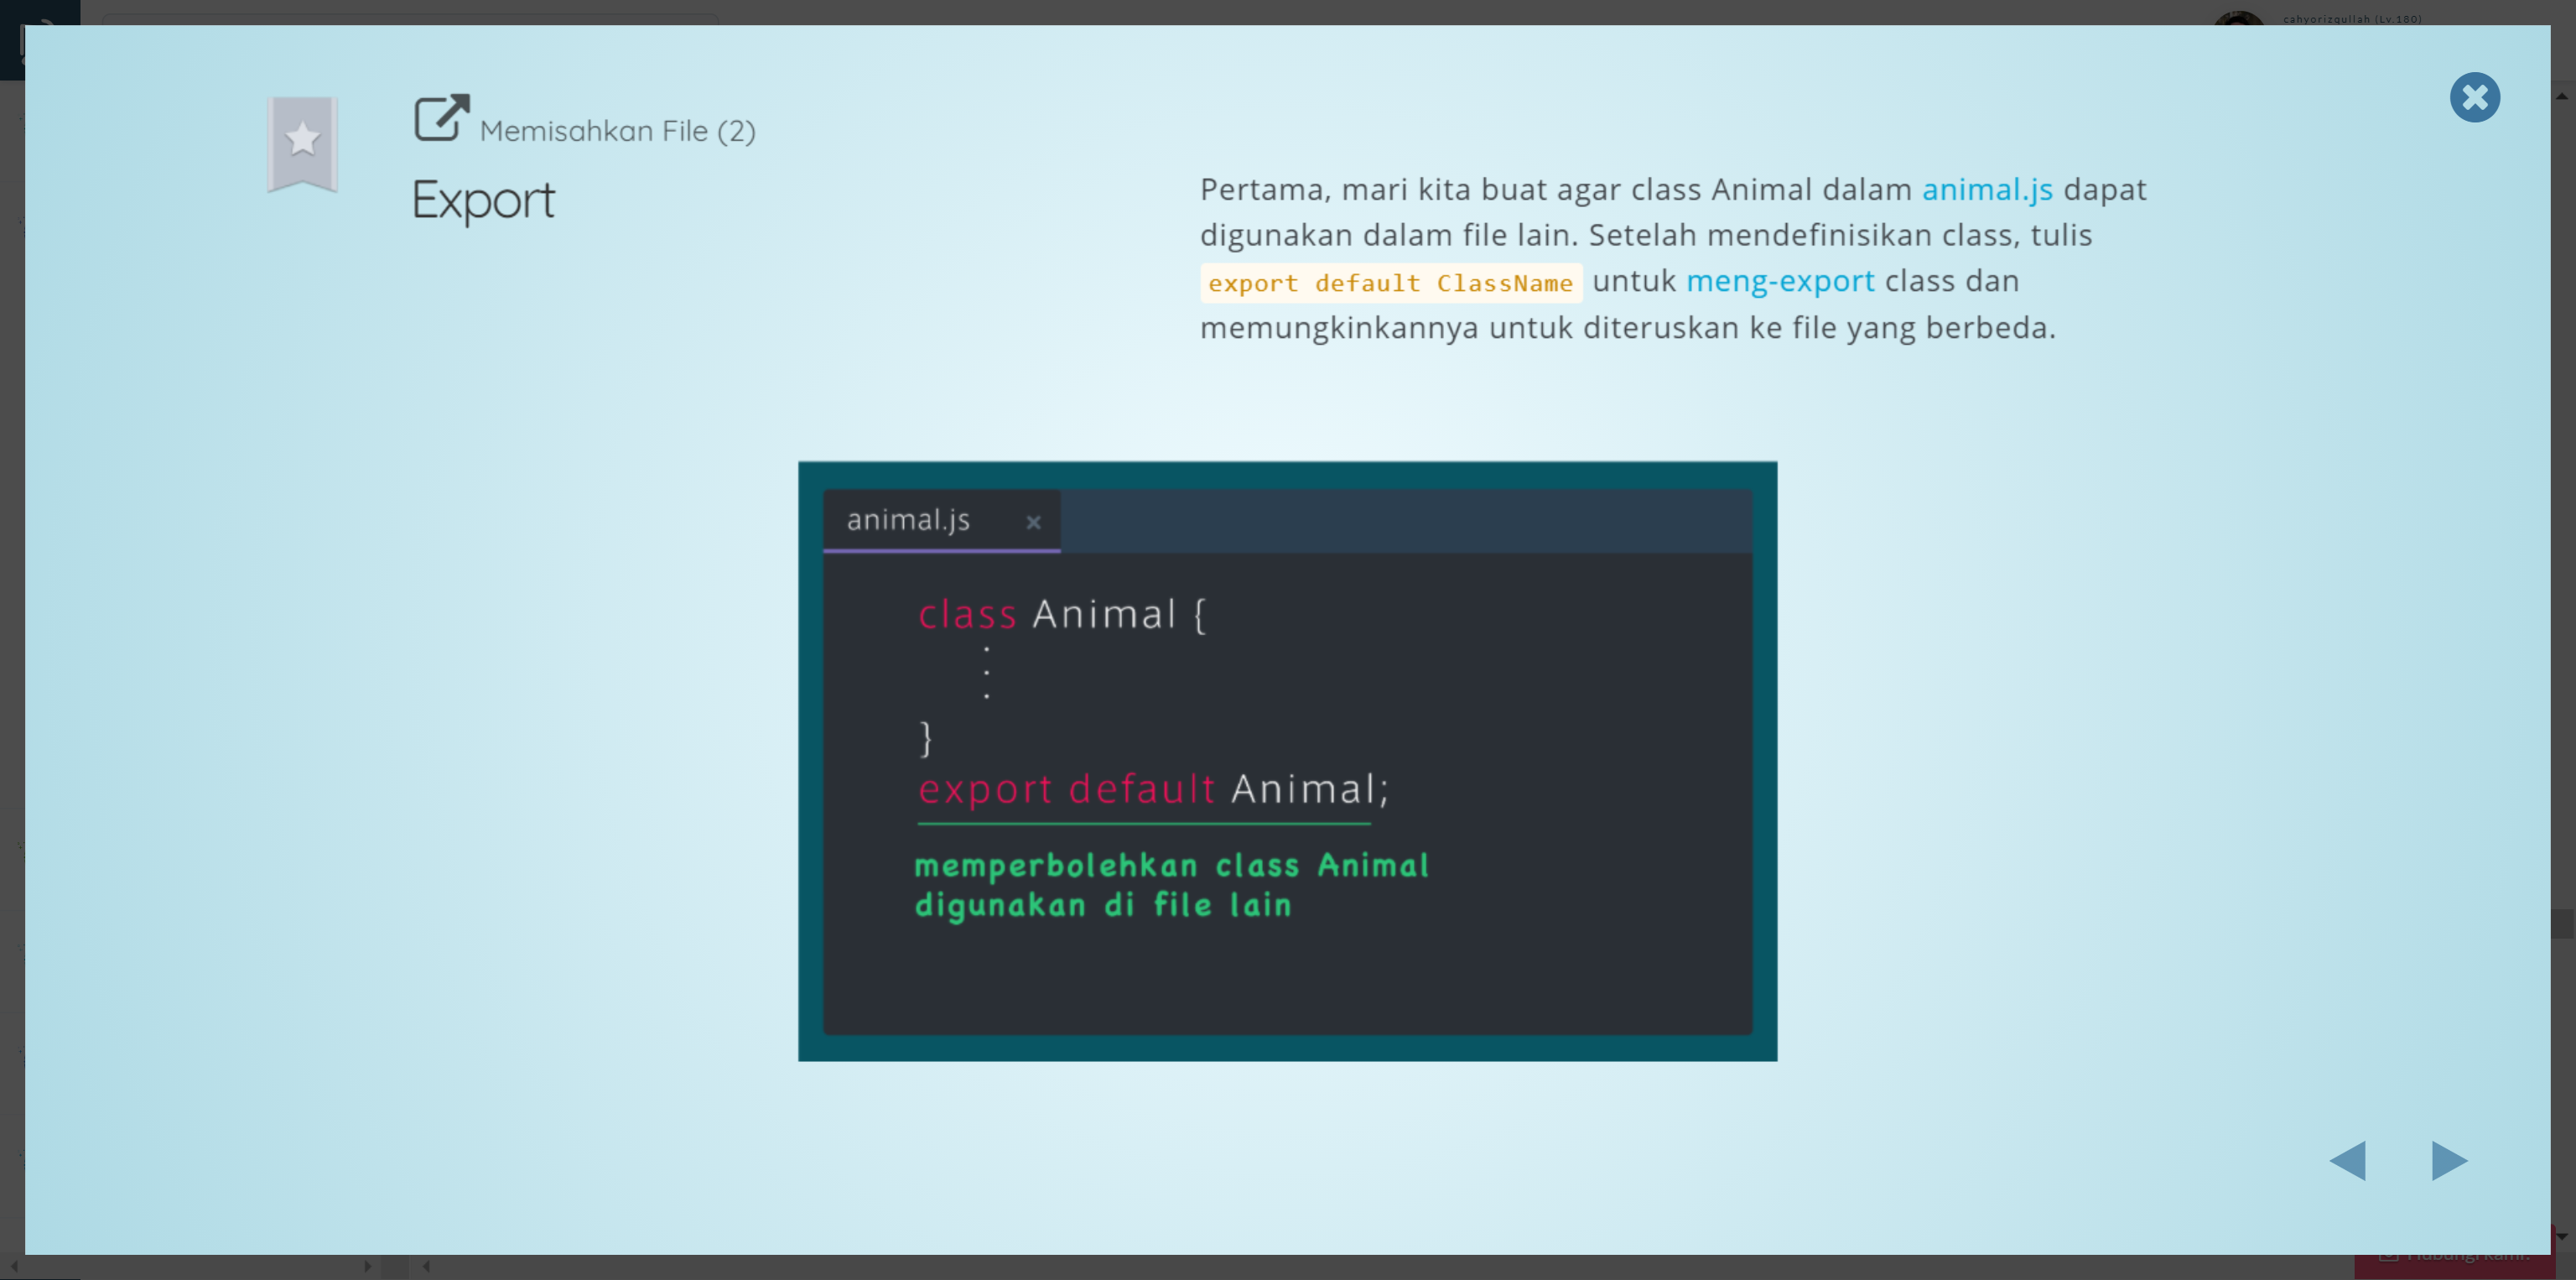 cahyorizqullah (Lv.180)
Memisahkan File (2)
Export
Pertama, mari kita buat agar class Animal dalam animal.js dapat
digunakan dalam file lain. Setelah mendefinisikan class, tulis
export default ClassName untuk meng-export class dan
memungkinkannya untuk diteruskan ke file yang berbeda.
animal.js ×
class Animal {
.
.
.
}
export default Animal;
memperbolehkan class Animal
digunakan di file lain
Hubungi kami!